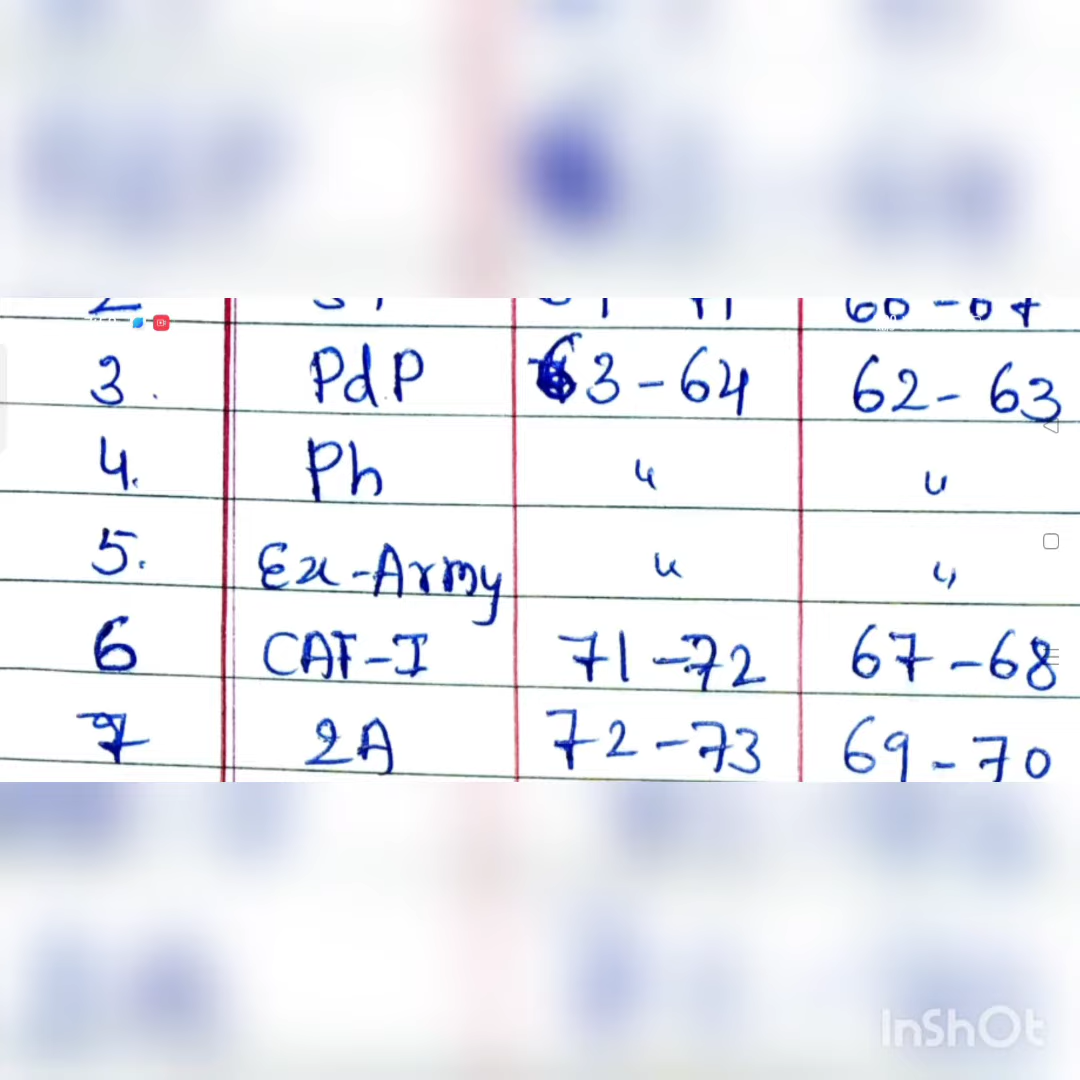 3. PdP 63-64 62-63
4. Ph " "
5. Ex-Army " "
6 CAT-I 71-72 67-68
7 2A 72-73 69-70
InShOt